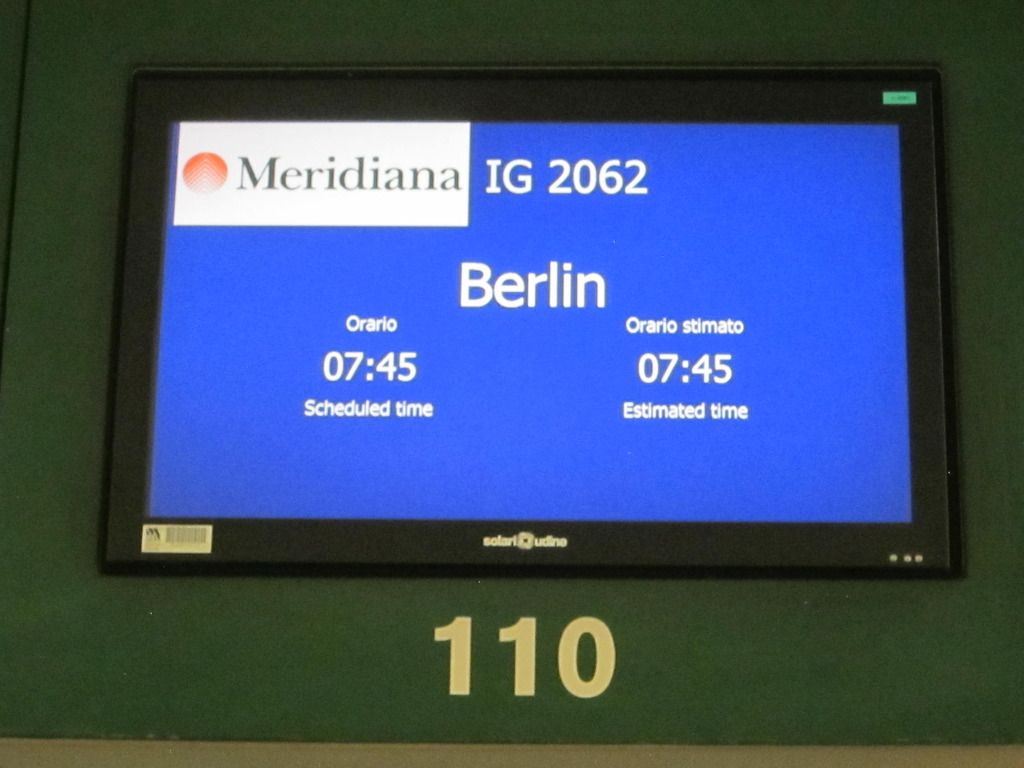 Meridiana IG 2062
Berlin
Orario Orario stimato
07:45 07:45
Scheduled time Estimated time
solari udine
110